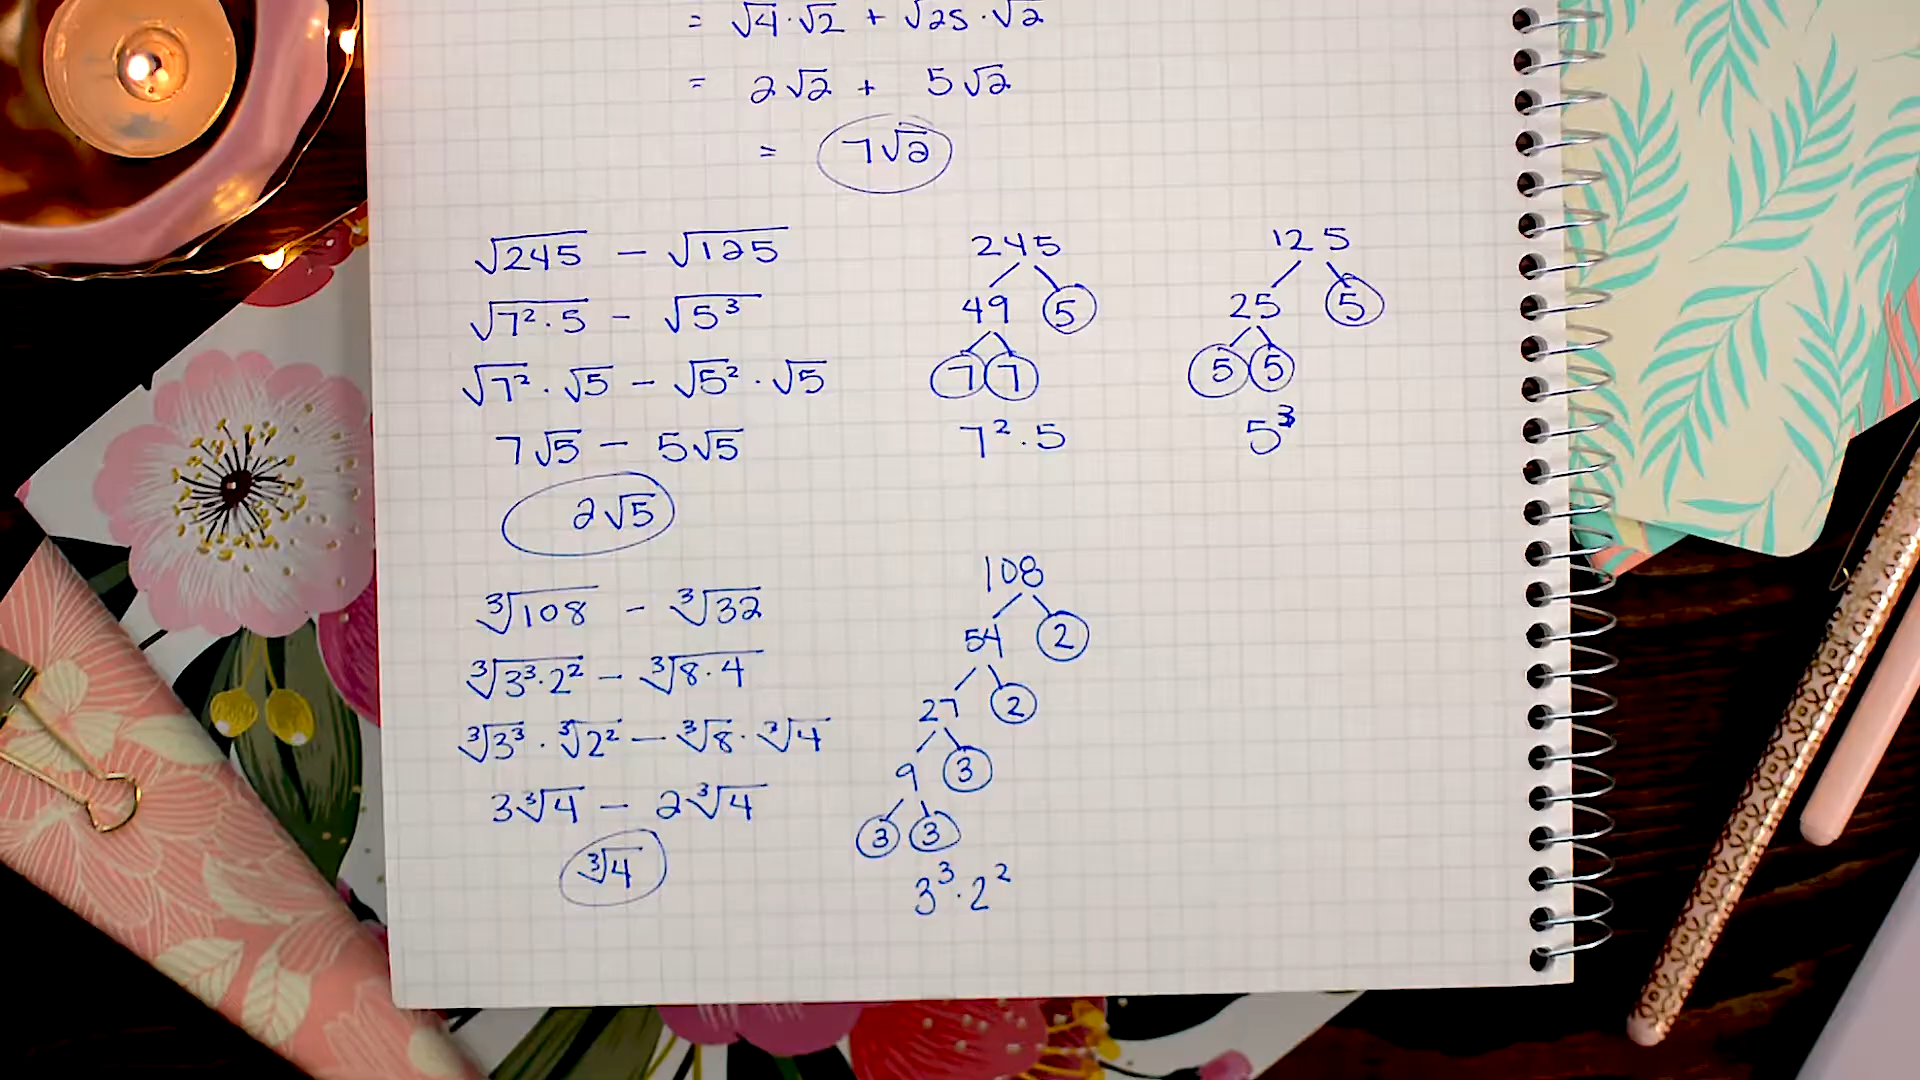 = √4 · √2 + √25 · √2
= 2√2 + 5√2
= 7√2
√245 − √125
√7² · 5 − √5³
√7² · √5 − √5² · √5
7√5 − 5√5
2√5
245
49 5
7 7
7² · 5
125
25 5
5 5
5³
∛108 − ∛32
∛3³ · 2² − ∛8 · 4
∛3³ · ∛2² − ∛8 · ∛4
3∛4 − 2∛4
∛4
108
54 2
27 2
9 3
3 3
3³ · 2²